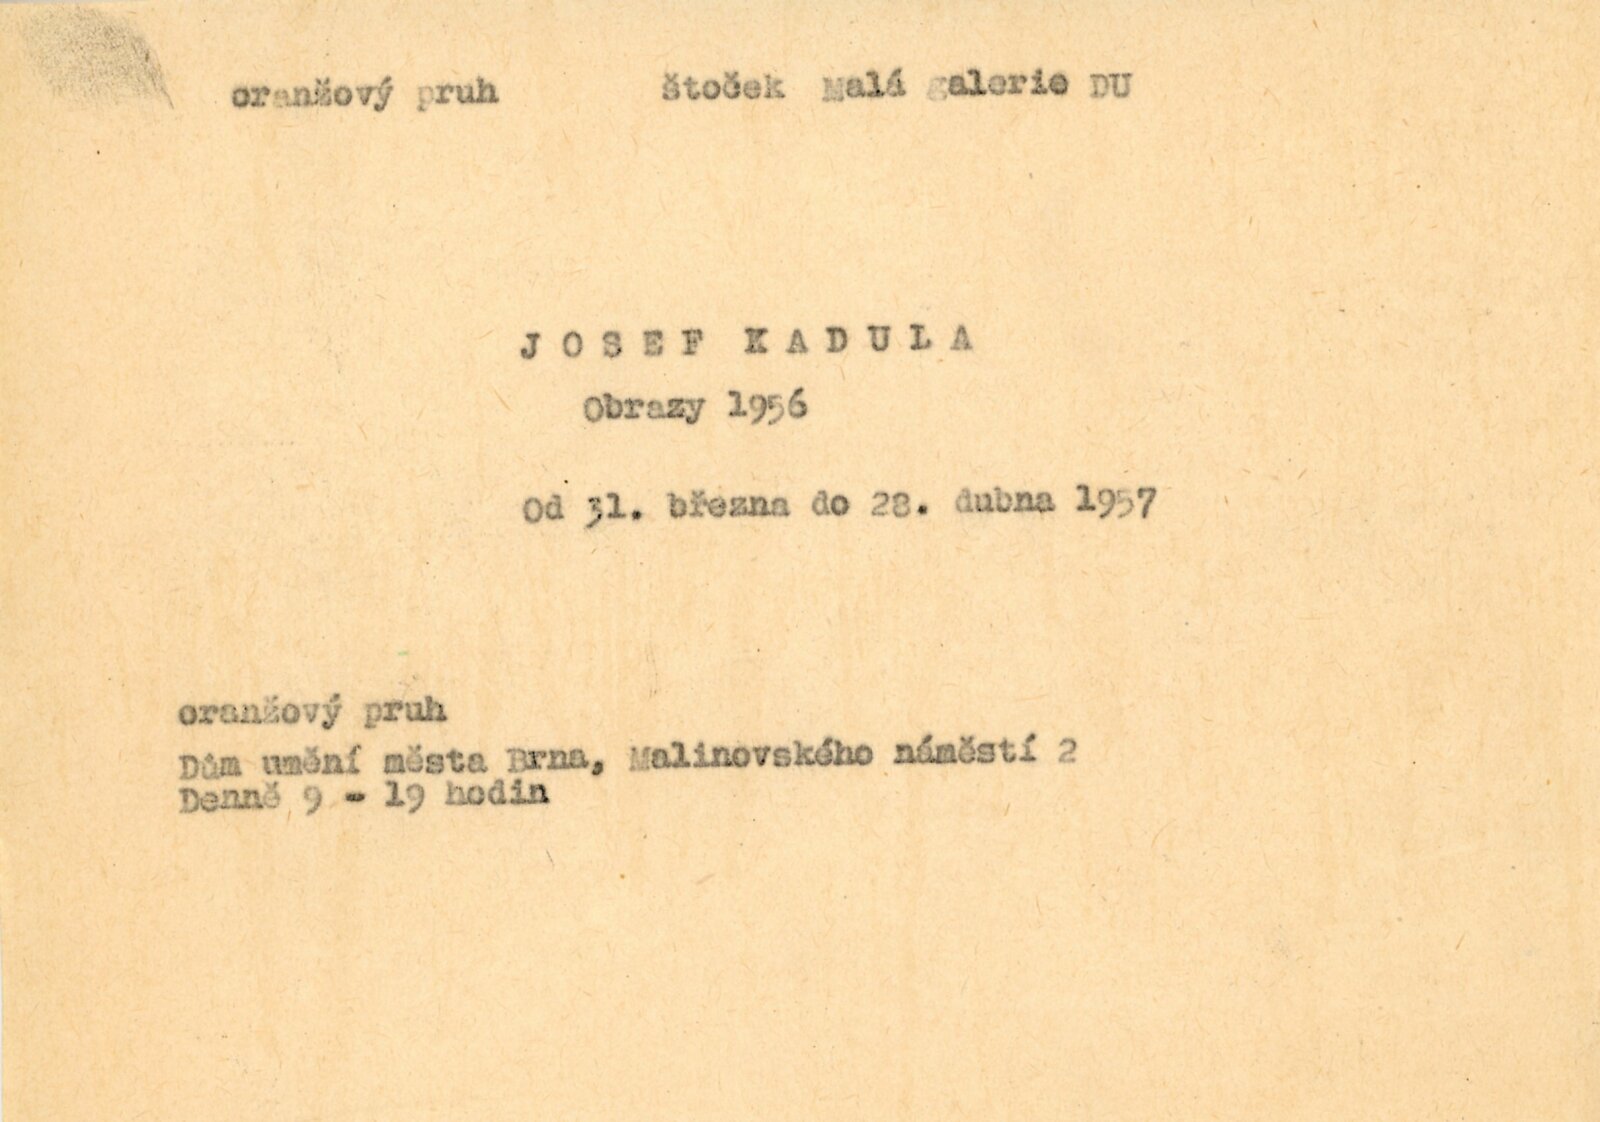 oranžový pruh štoček Malá galerie DU
JOSEF KADULA
Obrazy 1956
Od 31. března do 28. dubna 1957
oranžový pruh
Dům umění města Brna, Malinovského náměstí 2
Denně 9 - 19 hodin